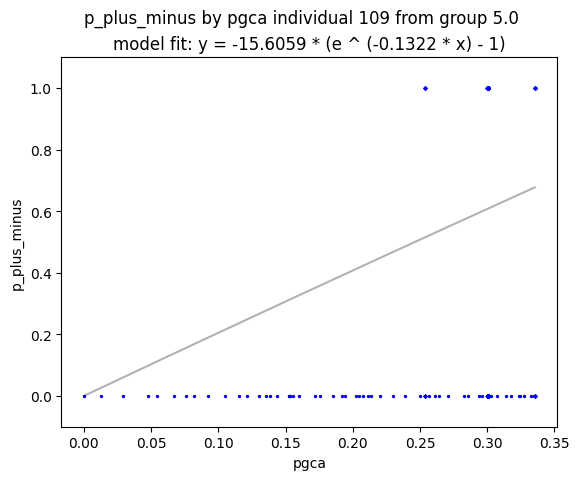 p_plus_minus by pgca individual 109 from group 5.0
model fit: y = -15.6059 * (e ^ (-0.1322 * x) - 1)
1.0
0.8
0.6
0.4
0.2
0.0
p_plus_minus
0.00 0.05 0.10 0.15 0.20 0.25 0.30 0.35
pgca